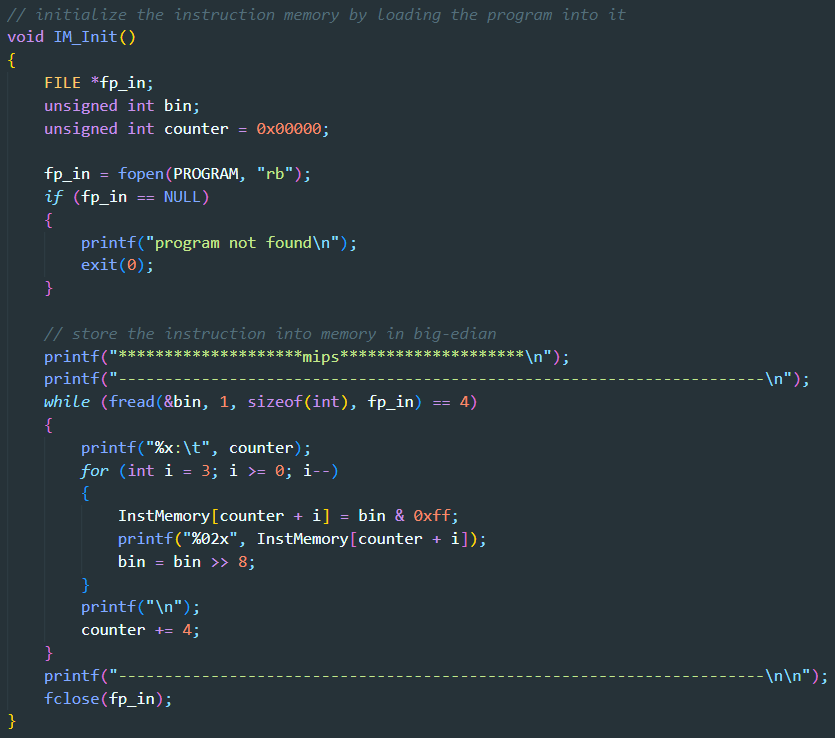 // initialize the instruction memory by loading the program into it
void IM_Init()
{
    FILE *fp_in;
    unsigned int bin;
    unsigned int counter = 0x00000;

    fp_in = fopen(PROGRAM, "rb");
    if (fp_in == NULL)
    {
        printf("program not found\n");
        exit(0);
    }

    // store the instruction into memory in big-edian
    printf("********************mips********************\n");
    printf("----------------------------------------------------------------------\n");
    while (fread(&bin, 1, sizeof(int), fp_in) == 4)
    {
        printf("%x:\t", counter);
        for (int i = 3; i >= 0; i--)
        {
            InstMemory[counter + i] = bin & 0xff;
            printf("%02x", InstMemory[counter + i]);
            bin = bin >> 8;
        }
        printf("\n");
        counter += 4;
    }
    printf("----------------------------------------------------------------------\n\n");
    fclose(fp_in);
}